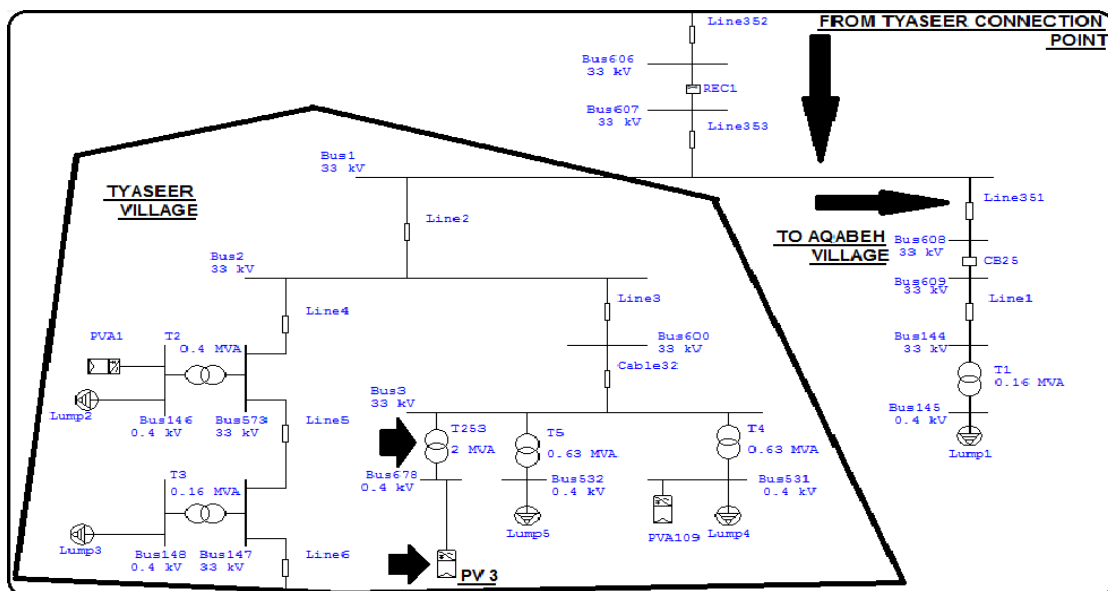 Line352
FROM TYASEER CONNECTION
POINT
Bus606
33 kV
REC1
Bus607
33 kV
Line353
Bus1
33 kV
TYASEER
VILLAGE
Line2
Line351
TO AQABEH
VILLAGE
Bus608
33 kV
CB25
Bus2
33 kV
Bus609
33 kV
Line4
Line3
Line1
PVA1
T2
0.4 MVA
Bus600
33 kV
Bus144
33 kV
Cable32
T1
0.16 MVA
Lump2
Bus146
0.4 kV
Bus573
33 kV
Line5
Bus3
33 kV
Bus145
0.4 kV
T253
2 MVA
T5
0.63 MVA
T4
0.63 MVA
Lump1
T3
0.16 MVA
Bus678
0.4 kV
Bus532
0.4 kV
Bus531
0.4 kV
Lump3
Bus148
0.4 kV
Bus147
33 kV
Line6
Lump5
PVA109
Lump4
PV 3